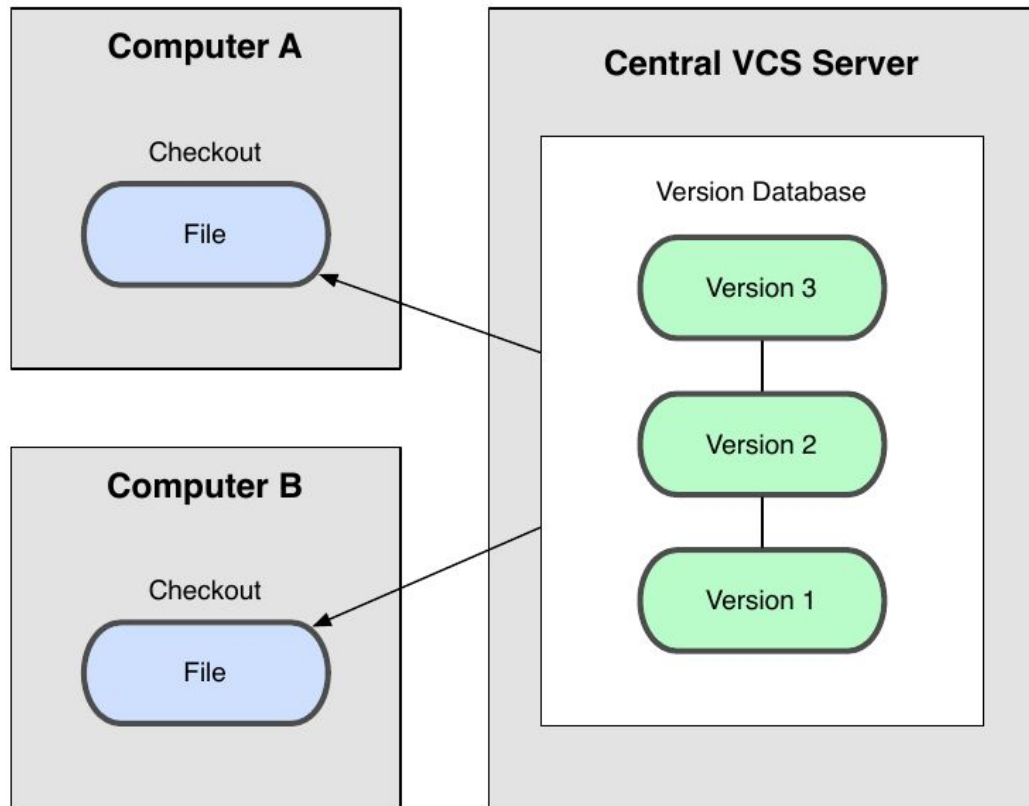 Computer A
Checkout
File
Computer B
Checkout
File
Central VCS Server
Version Database
Version 3
Version 2
Version 1